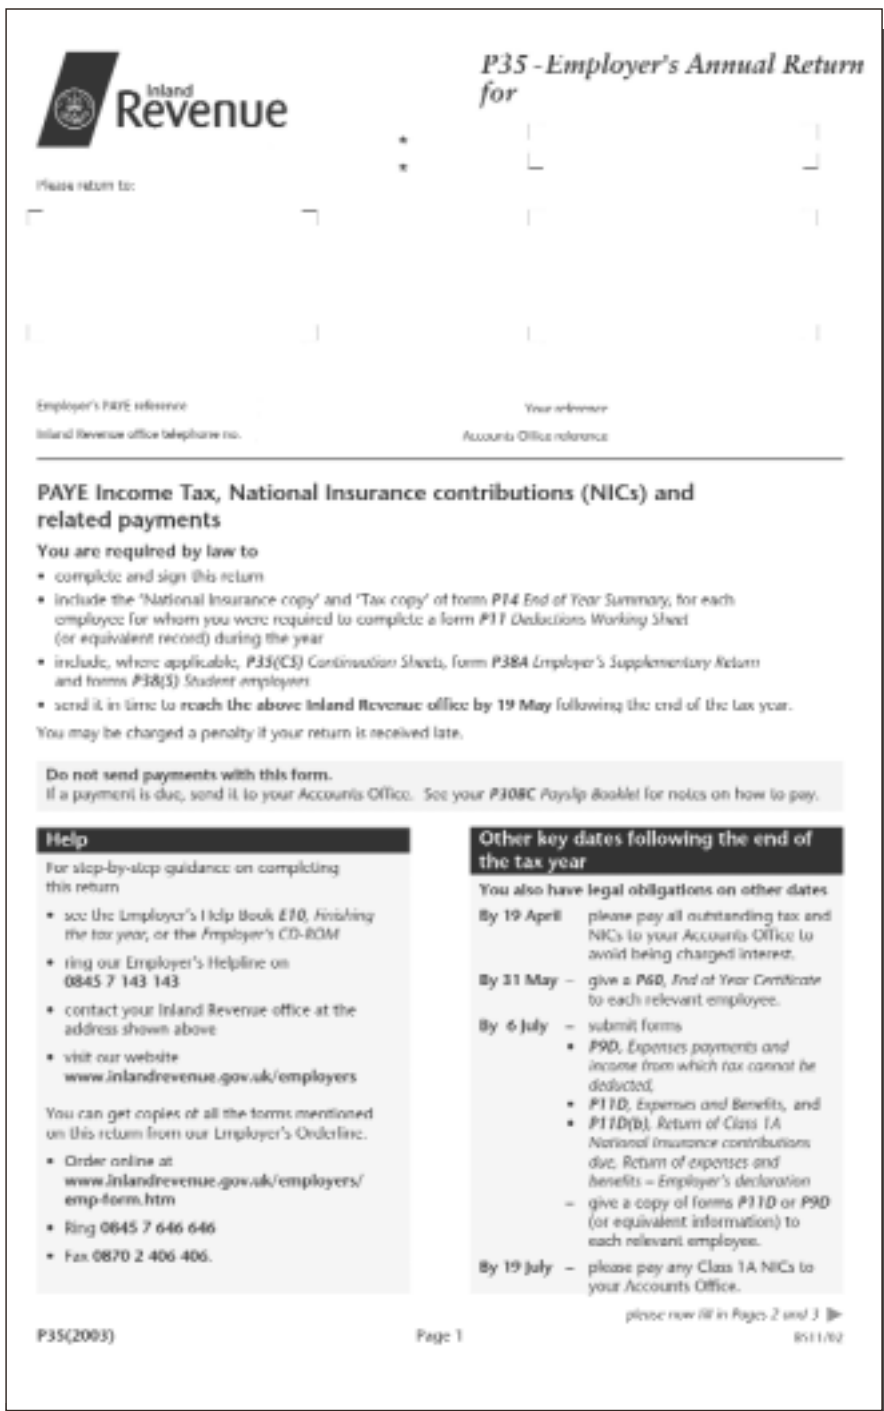 Inland
Revenue
P35 - Employer's Annual Return
for
*
*
Please return to:
Employer's PAYE reference
Your reference
Inland Revenue office telephone no.
Accounts Office reference
PAYE Income Tax, National Insurance contributions (NICs) and
related payments
You are required by law to
• complete and sign this return
• include the 'National Insurance copy' and 'Tax copy' of form P14 End of Year Summary, for each
employee for whom you were required to complete a form P11 Deductions Working Sheet
(or equivalent record) during the year
• include, where applicable, P35(CS) Continuation Sheets, form P38A Employer's Supplementary Return
and forms P38(S) Student employees
• send it in time to reach the above Inland Revenue office by 19 May following the end of the tax year.
You may be charged a penalty if your return is received late.
Do not send payments with this form.
If a payment is due, send it to your Accounts Office. See your P30BC Payslip Booklet for notes on how to pay.
Help
For step-by-step guidance on completing
this return
• see the Employer's Help Book E10, Finishing
the tax year, or the Employer's CD-ROM
• ring our Employer's Helpline on
0845 7 143 143
• contact your Inland Revenue office at the
address shown above
• visit our website
www.inlandrevenue.gov.uk/employers
You can get copies of all the forms mentioned
on this return from our Employer's Orderline.
• Order online at
www.inlandrevenue.gov.uk/employers/
emp-form.htm
• Ring 0845 7 646 646
• Fax 0870 2 406 406.
Other key dates following the end of
the tax year
You also have legal obligations on other dates
By 19 April please pay all outstanding tax and
NICs to your Accounts Office to
avoid being charged interest.
By 31 May – give a P60, End of Year Certificate
to each relevant employee.
By 6 July – submit forms
• P9D, Expenses payments and
income from which tax cannot be
deducted,
• P11D, Expenses and Benefits, and
• P11D(b), Return of Class 1A
National Insurance contributions
due, Return of expenses and
benefits – Employer's declaration
– give a copy of forms P11D or P9D
(or equivalent information) to
each relevant employee.
By 19 July – please pay any Class 1A NICs to
your Accounts Office.
please now fill in Pages 2 and 3 ▶
P35(2003)
Page 1
BS11/02